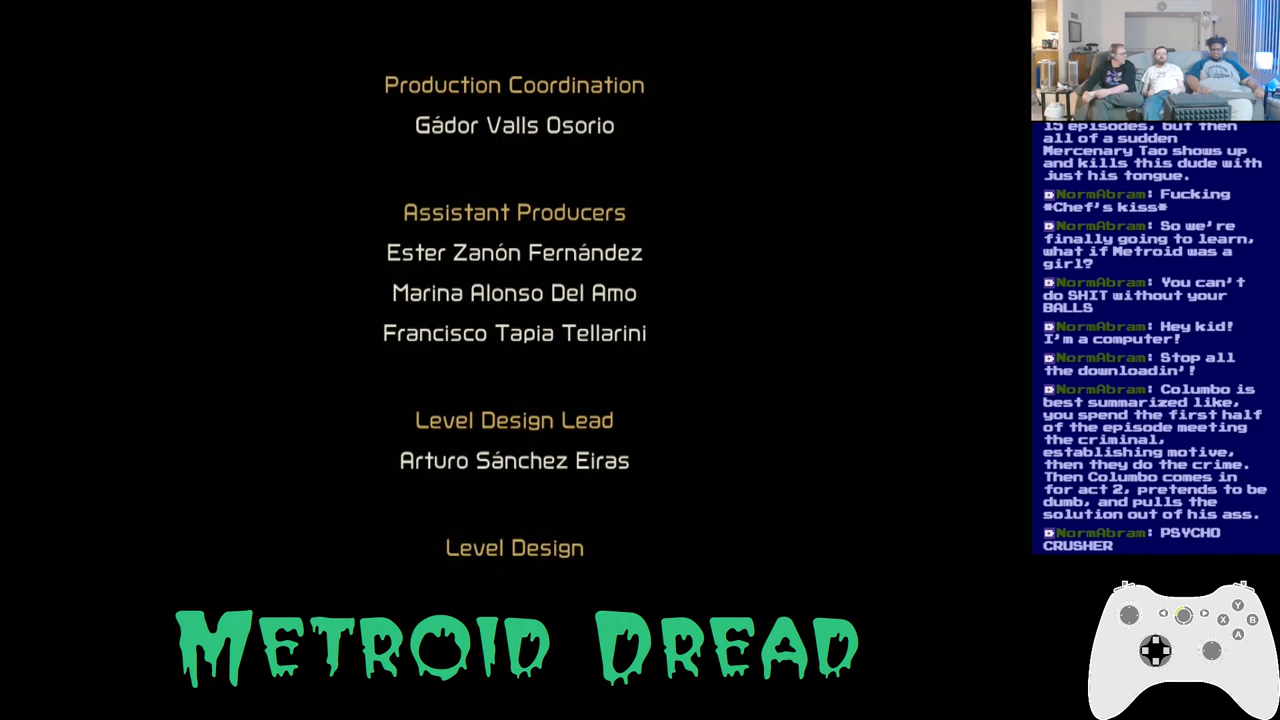 Production Coordination
Gádor Valls Osorio
Assistant Producers
Ester Zanón Fernández
Marina Alonso Del Amo
Francisco Tapia Tellarini
Level Design Lead
Arturo Sánchez Eiras
Level Design
METROID DREAD
15 episodes, but then
all of a sudden
Mercenary Tao shows up
and kills this dude with
just his tongue.
NormAbram: Fucking
*Chef's kiss*
NormAbram: So we're
finally going to learn,
what if Metroid was a
girl?
NormAbram: You can't
do SHIT without your
BALLS
NormAbram: Hey kid!
I'm a computer!
NormAbram: Stop all
the downloadin'!
NormAbram: Columbo is
best summarized like,
you spend the first half
of the episode meeting
the criminal,
establishing motive,
then they do the crime.
Then Columbo comes in
for act 2, pretends to be
dumb, and pulls the
solution out of his ass.
NormAbram: PSYCHO
CRUSHER
Y
X B
A